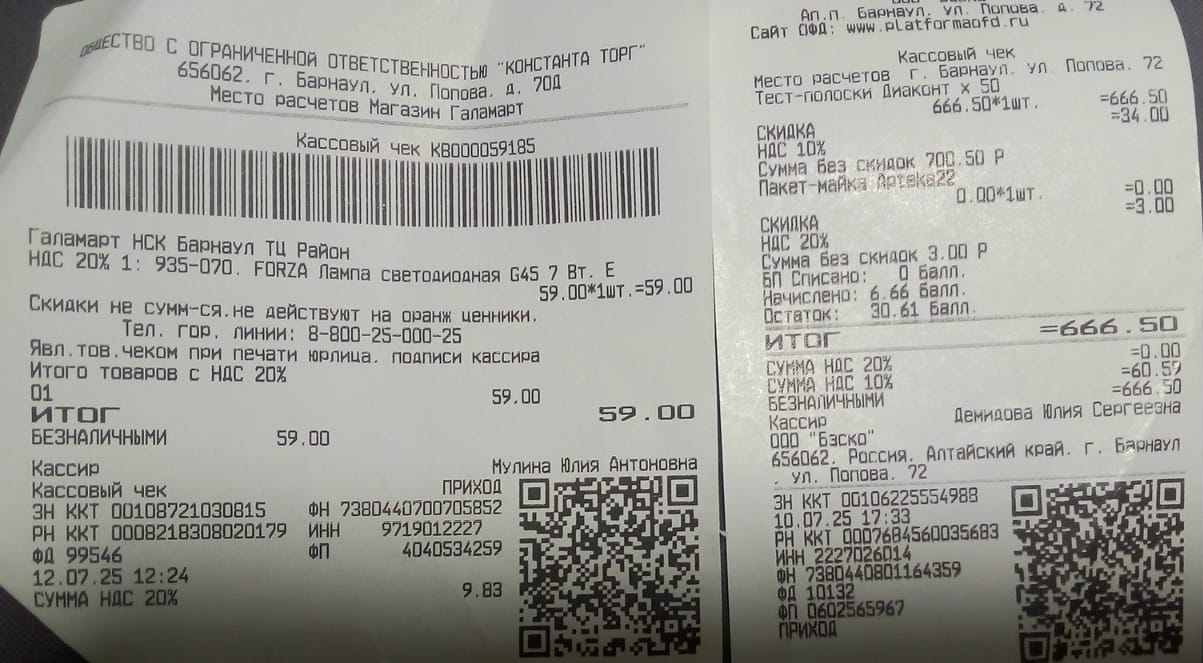 ОБЩЕСТВО С ОГРАНИЧЕННОЙ ОТВЕТСТВЕННОСТЬЮ "КОНСТАНТА ТОРГ"
656062, г. Барнаул, ул. Попова, д. 70Д
Место расчетов Магазин Галамарт
Кассовый чек КВ000059185
Галамарт НСК Барнаул ТЦ Район
НДС 20% 1: 935-070, FORZA Лампа светодиодная G45 7 Вт, Е
59.00*1шт.=59.00
Скидки не сумм-ся,не действуют на оранж ценники.
Тел. гор. линии: 8-800-25-000-25
Явл.тов.чеком при печати юрлица, подписи кассира
Итого товаров с НДС 20%
01 59.00
ИТОГ 59.00
БЕЗНАЛИЧНЫМИ 59.00
Кассир Мулина Юлия Антоновна
Кассовый чек ПРИХОД
ЗН ККТ 00108721030815 ФН 7380440700705852
РН ККТ 0008218308020179 ИНН 9719012227
ФД 99546 ФП 4040534259
12.07.25 12:24
СУММА НДС 20% 9.83
Ал.п. Барнаул, ул. Попова, д. 72
Сайт ОФД: www.platformaofd.ru
Кассовый чек
Место расчетов г. Барнаул, ул Попова, 72
Тест-полоски Диаконт х 50
666.50*1шт. =666.50
СКИДКА =34.00
НДС 10%
Сумма без скидок 700.50 Р
Пакет-майка Apteka22
0.00*1шт. =0.00
СКИДКА =3.00
НДС 20%
Сумма без скидок 3.00 Р
БП Списано: 0 балл.
Начислено: 6.66 балл.
Остаток: 30.61 балл.
ИТОГ =666.50
СУММА НДС 20% =0.00
СУММА НДС 10% =60.59
БЕЗНАЛИЧНЫМИ =666.50
Кассир Демидова Юлия Сергеевна
ООО "Бэско"
656062, Россия, Алтайский край, г. Барнаул
, ул. Попова, 72
ЗН ККТ 00106225554988
10.07.25 17:33
РН ККТ 0007684560035683
ИНН 2227026014
ФН 7380440801164359
ФД 10132
ФП 0602565967
ПРИХОД